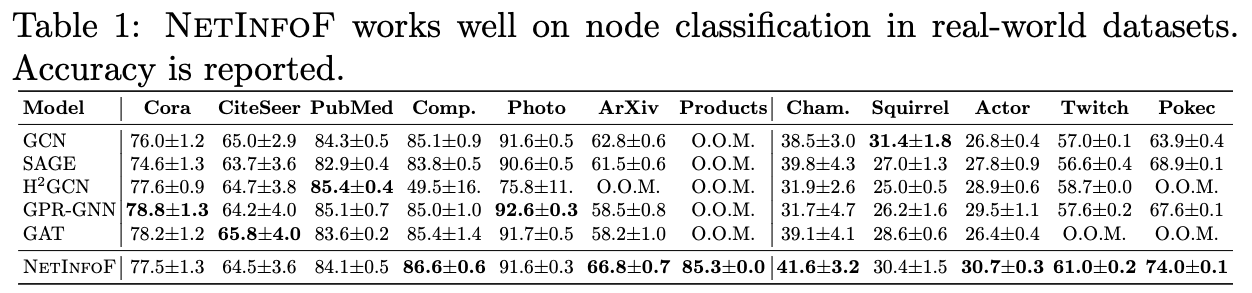 Table 1: NETINFOF works well on node classification in real-world datasets.
Accuracy is reported.
Model Cora CiteSeer PubMed Comp. Photo ArXiv Products Cham. Squirrel Actor Twitch Pokec
GCN 76.0±1.2 65.0±2.9 84.3±0.5 85.1±0.9 91.6±0.5 62.8±0.6 O.O.M. 38.5±3.0 31.4±1.8 26.8±0.4 57.0±0.1 63.9±0.4
SAGE 74.6±1.3 63.7±3.6 82.9±0.4 83.8±0.5 90.6±0.5 61.5±0.6 O.O.M. 39.8±4.3 27.0±1.3 27.8±0.9 56.6±0.4 68.9±0.1
H²GCN 77.6±0.9 64.7±3.8 85.4±0.4 49.5±16. 75.8±11. O.O.M. O.O.M. 31.9±2.6 25.0±0.5 28.9±0.6 58.7±0.0 O.O.M.
GPR-GNN 78.8±1.3 64.2±4.0 85.1±0.7 85.0±1.0 92.6±0.3 58.5±0.8 O.O.M. 31.7±4.7 26.2±1.6 29.5±1.1 57.6±0.2 67.6±0.1
GAT 78.2±1.2 65.8±4.0 83.6±0.2 85.4±1.4 91.7±0.5 58.2±1.0 O.O.M. 39.1±4.1 28.6±0.6 26.4±0.4 O.O.M. O.O.M.
NETINFOF 77.5±1.3 64.5±3.6 84.1±0.5 86.6±0.6 91.6±0.3 66.8±0.7 85.3±0.0 41.6±3.2 30.4±1.5 30.7±0.3 61.0±0.2 74.0±0.1